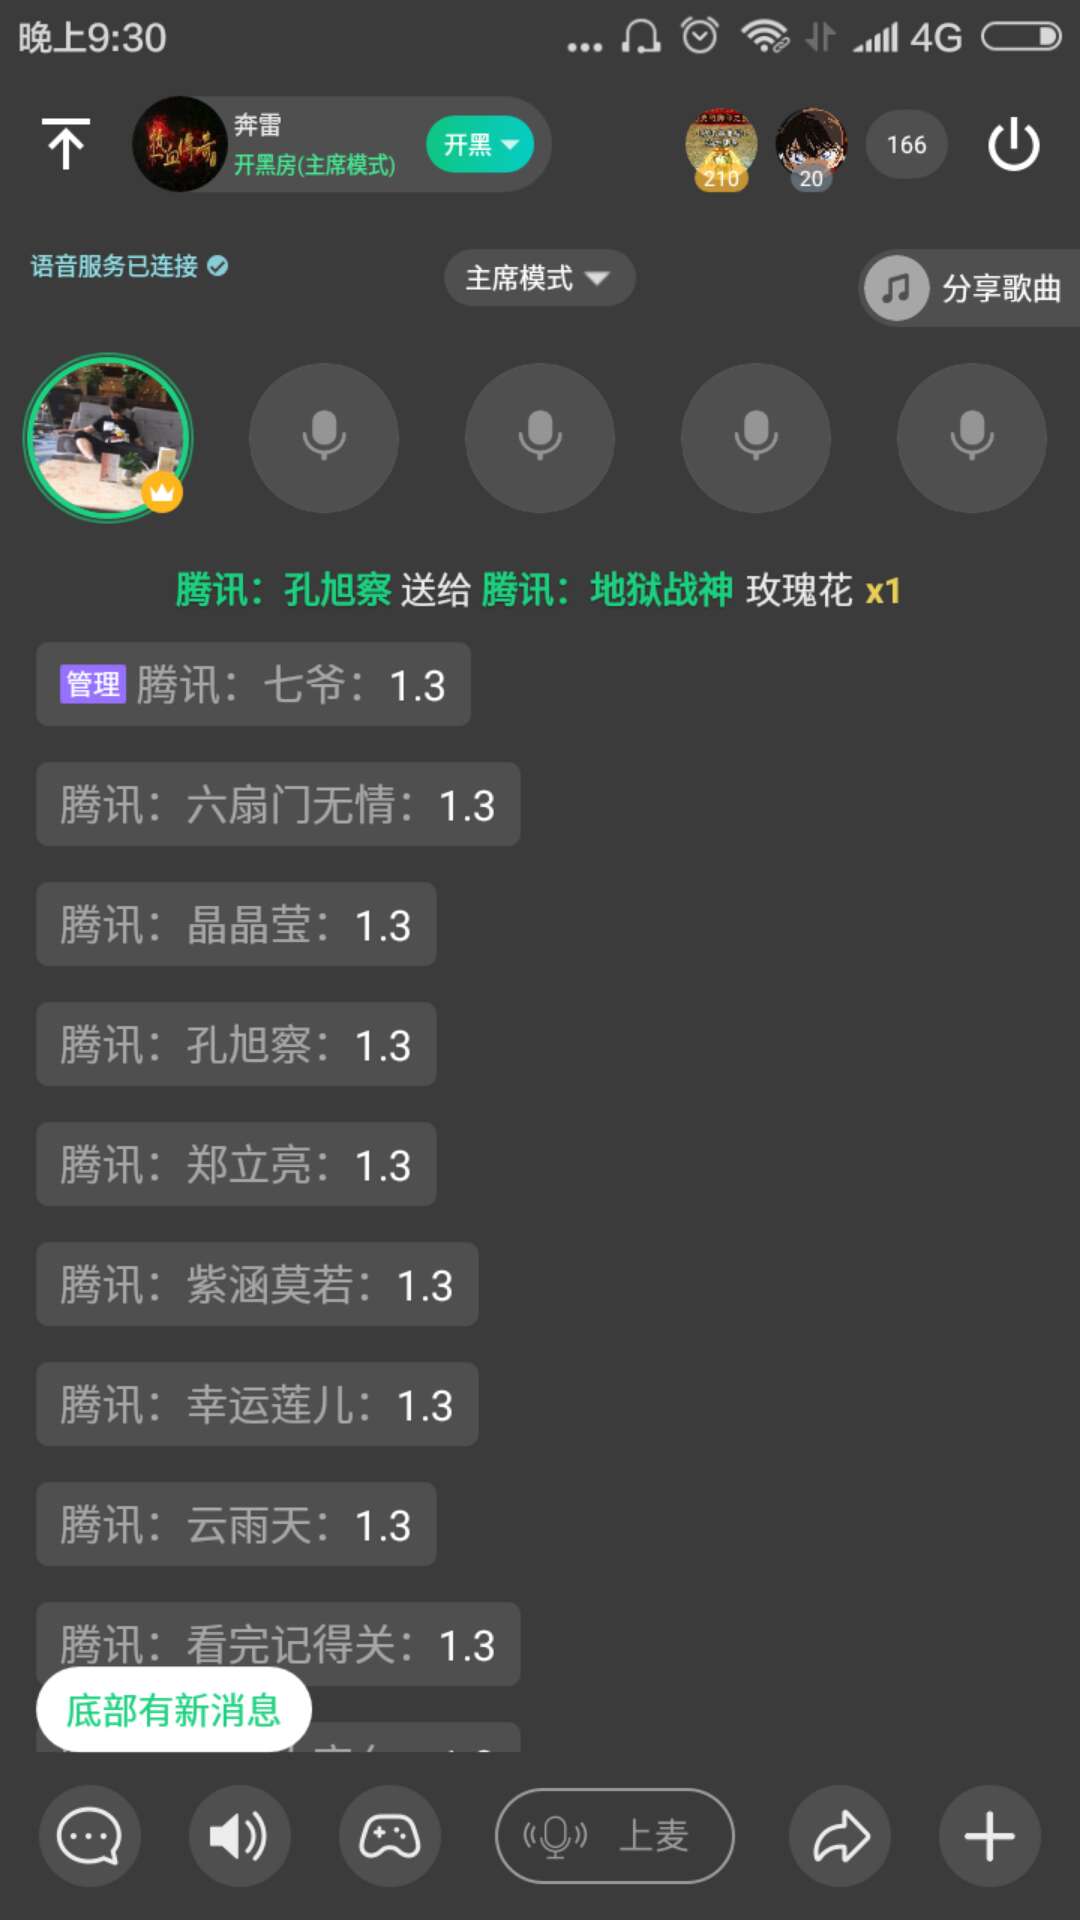 晚上9:30
4G
热血传奇
奔雷
开黑房(主席模式)
开黑
210
20
166
语音服务已连接
主席模式
分享歌曲
腾讯：孔旭察 送给 腾讯：地狱战神 玫瑰花 x1
管理 腾讯：七爷：1.3
腾讯：六扇门无情：1.3
腾讯：晶晶莹：1.3
腾讯：孔旭察：1.3
腾讯：郑立亮：1.3
腾讯：紫涵莫若：1.3
腾讯：幸运莲儿：1.3
腾讯：云雨天：1.3
腾讯：看完记得关：1.3
底部有新消息
上麦